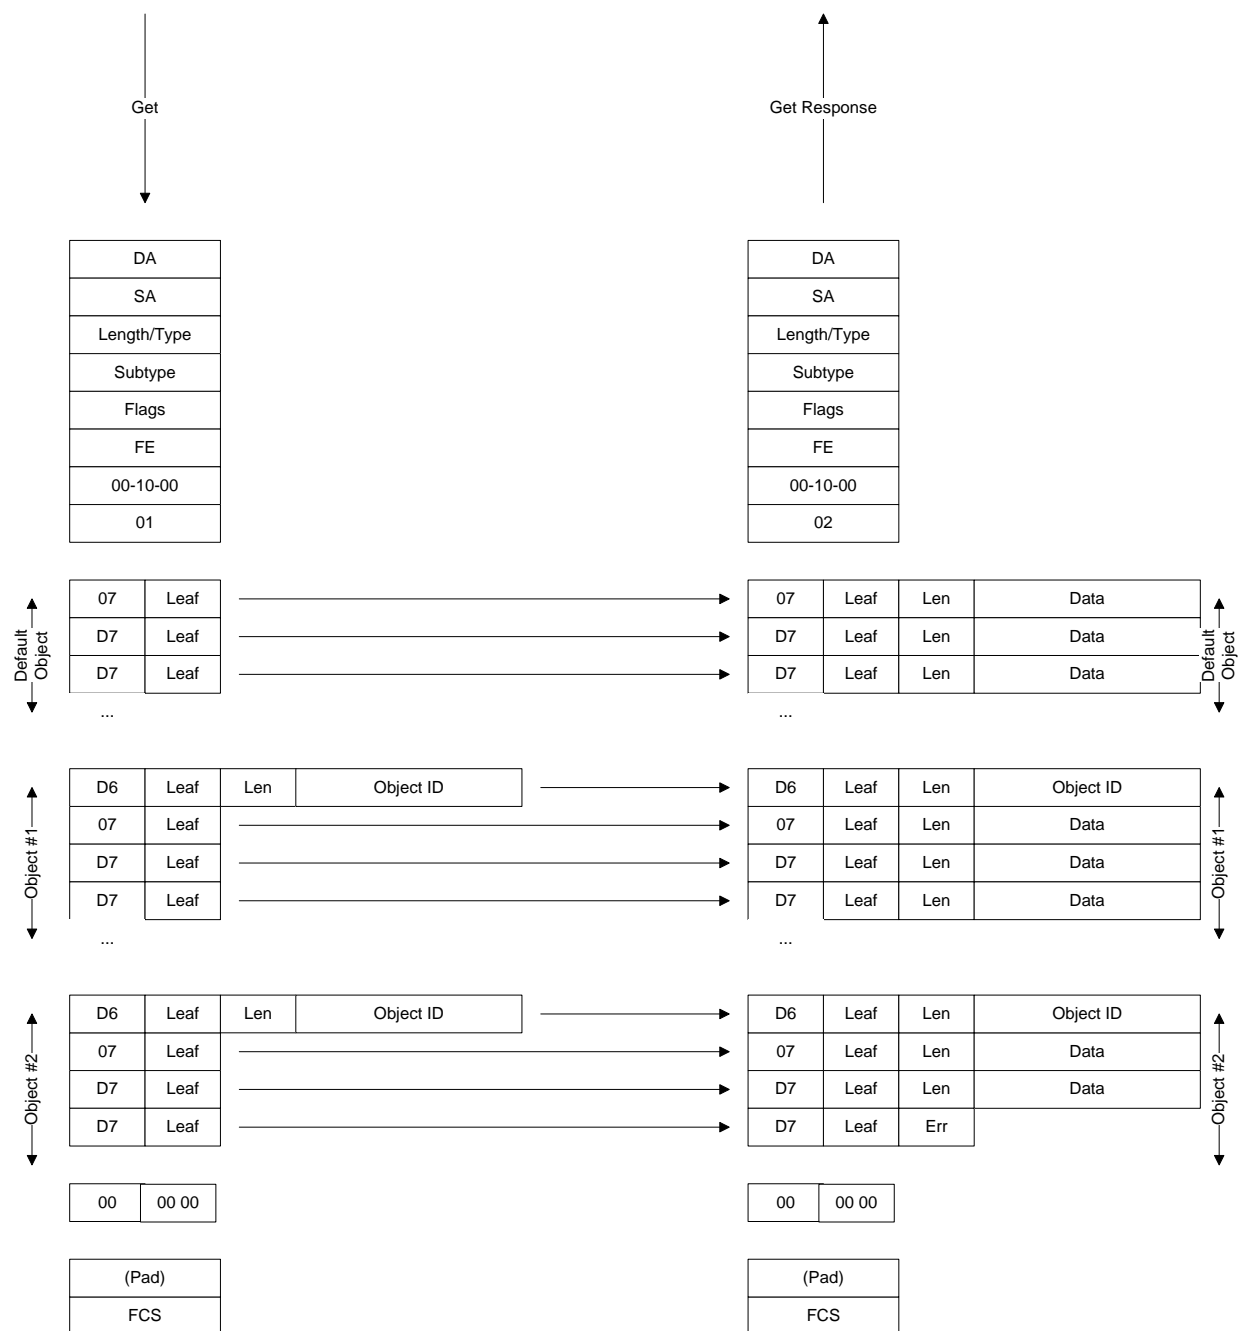 Get Get Response
DA DA
SA SA
Length/Type Length/Type
Subtype Subtype
Flags Flags
FE FE
00-10-00 00-10-00
01 02
Default
Object
07 Leaf 07 Leaf Len Data
D7 Leaf D7 Leaf Len Data
D7 Leaf D7 Leaf Len Data
... ...
Default
Object
Object #1
D6 Leaf Len Object ID D6 Leaf Len Object ID
07 Leaf 07 Leaf Len Data
D7 Leaf D7 Leaf Len Data
D7 Leaf D7 Leaf Len Data
... ...
Object #1
Object #2
D6 Leaf Len Object ID D6 Leaf Len Object ID
07 Leaf 07 Leaf Len Data
D7 Leaf D7 Leaf Len Data
D7 Leaf D7 Leaf Err
Object #2
00 00 00 00 00 00
(Pad) (Pad)
FCS FCS